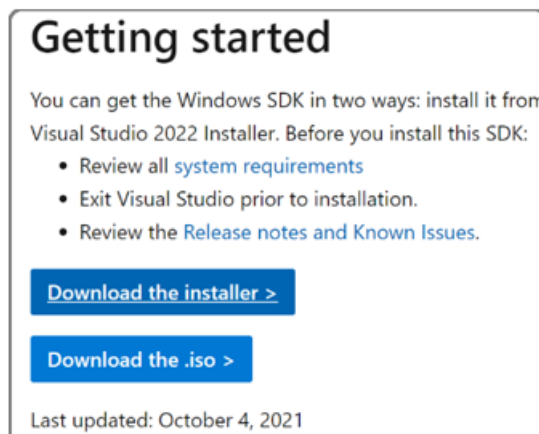 Getting started
You can get the Windows SDK in two ways: install it from
Visual Studio 2022 Installer. Before you install this SDK:
• Review all system requirements
• Exit Visual Studio prior to installation.
• Review the Release notes and Known Issues.
Download the installer >
Download the .iso >
Last updated: October 4, 2021